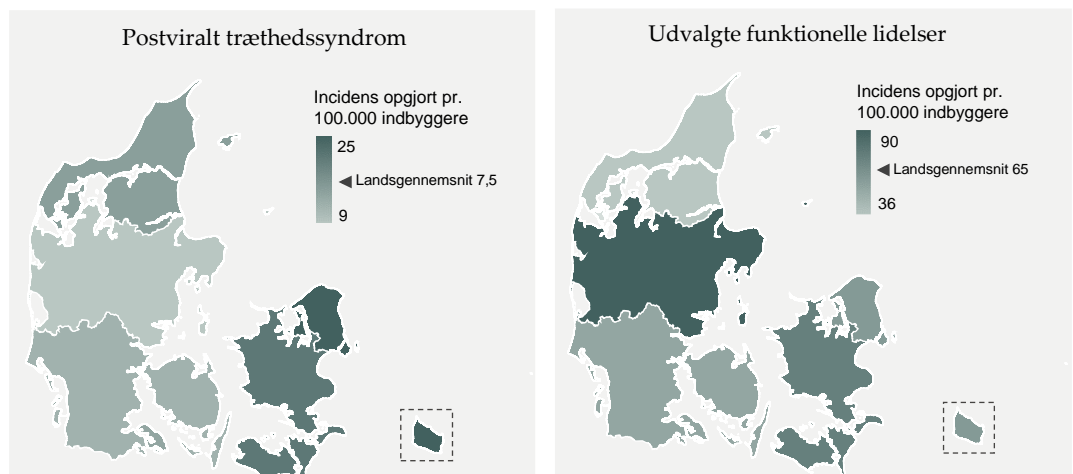 Postviralt træthedssyndrom
Incidens opgjort pr.
100.000 indbyggere
25
Landsgennemsnit 7,5
9
Udvalgte funktionelle lidelser
Incidens opgjort pr.
100.000 indbyggere
90
Landsgennemsnit 65
36